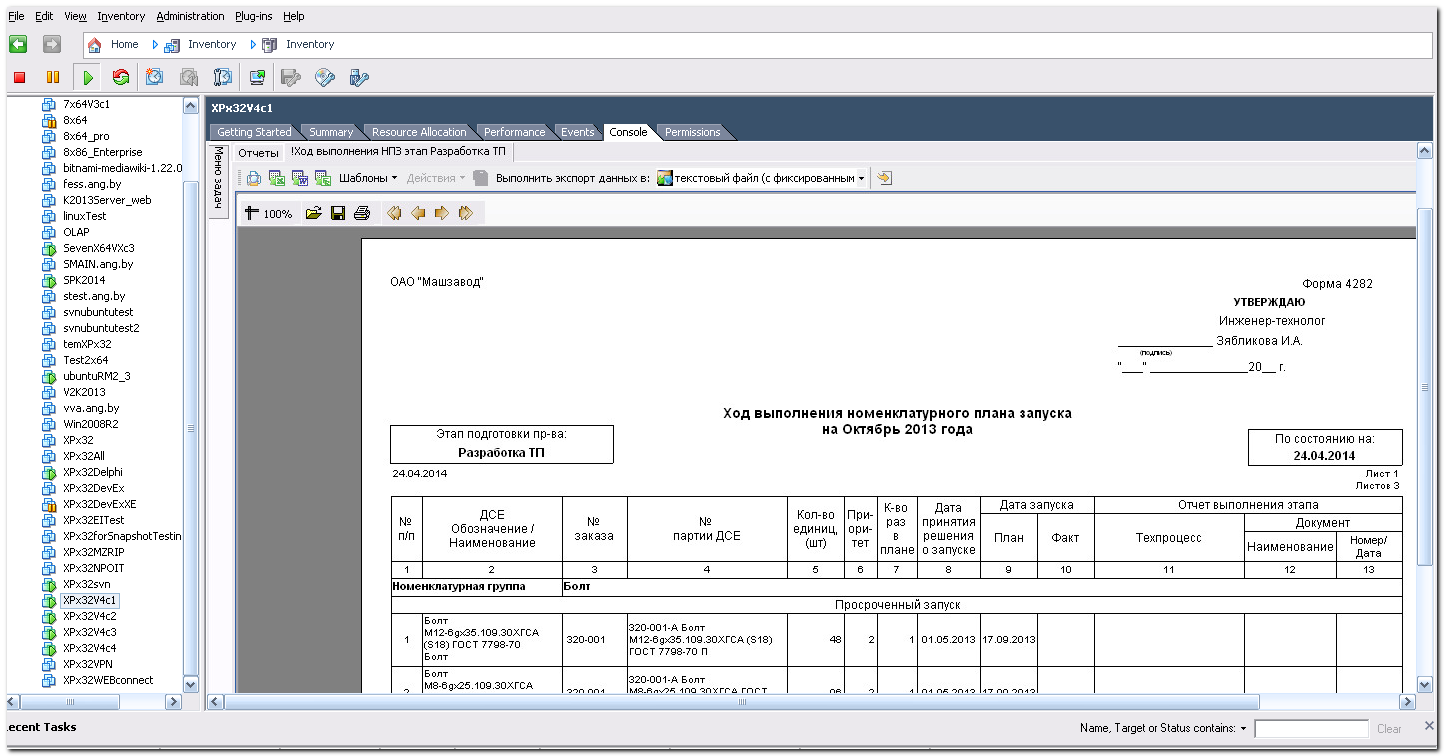 File Edit View Inventory Administration Plug-ins Help
Home Inventory Inventory
7x64V3c1
8x64
8x64_pro
8x86_Enterprise
bitnami-mediawiki-1.22.0
fess.ang.by
K2013Server_web
linuxTest
OLAP
SevenX64VXc3
SMAIN.ang.by
SPK2014
stest.ang.by
svnubuntutest
svnubuntutest2
temXPx32
Test2x64
ubuntuRM2_3
V2K2013
vva.ang.by
Win2008R2
XPx32
XPx32All
XPx32Delphi
XPx32DevEx
XPx32DevExXE
XPx32EITest
XPx32forSnapshotTestin
XPx32MZRIP
XPx32NPOIT
XPx32svn
XPx32V4c1
XPx32V4c2
XPx32V4c3
XPx32V4c4
XPx32VPN
XPx32WEBconnect
XPx32V4c1
Getting Started Summary Resource Allocation Performance Events Console Permissions
Меню задач
Отчеты !Ход выполнения НПЗ этап Разработка ТП
Шаблоны Действия Выполнить экспорт данных в: текстовый файл (с фиксированным
100%
ОАО "Машзавод"
Форма 4282
УТВЕРЖДАЮ
Инженер-технолог
______________ Зябликова И.А.
(подпись)
"___" _______________20__ г.
Ход выполнения номенклатурного плана запуска
на Октябрь 2013 года
Этап подготовки пр-ва:
Разработка ТП
По состоянию на:
24.04.2014
24.04.2014
Лист 1
Листов 3
№ п/п
ДСЕ Обозначение / Наименование
№ заказа
№ партии ДСЕ
Кол-во единиц, (шт)
При-ори-тет
К-во раз в плане
Дата принятия решения о запуске
Дата запуска
План Факт
Отчет выполнения этапа
Техпроцесс
Документ
Наименование
Номер/ Дата
1 2 3 4 5 6 7 8 9 10 11 12 13
Номенклатурная группа Болт
Просроченный запуск
1
Болт
М12-6gх35.109.30ХГСА
(S18) ГОСТ 7798-70
Болт
320-001
320-001-А Болт
М12-6gх35.109.30ХГСА (S18)
ГОСТ 7798-70 П
48 2 1 01.05.2013 17.09.2013
2
Болт
М8-6gх25.109.30ХГСА
320-001
320-001-А Болт
М8-6gх25.109.30ХГСА ГОСТ
96 2 1 01.05.2013 17.09.2013
ecent Tasks
Name, Target or Status contains: Clear